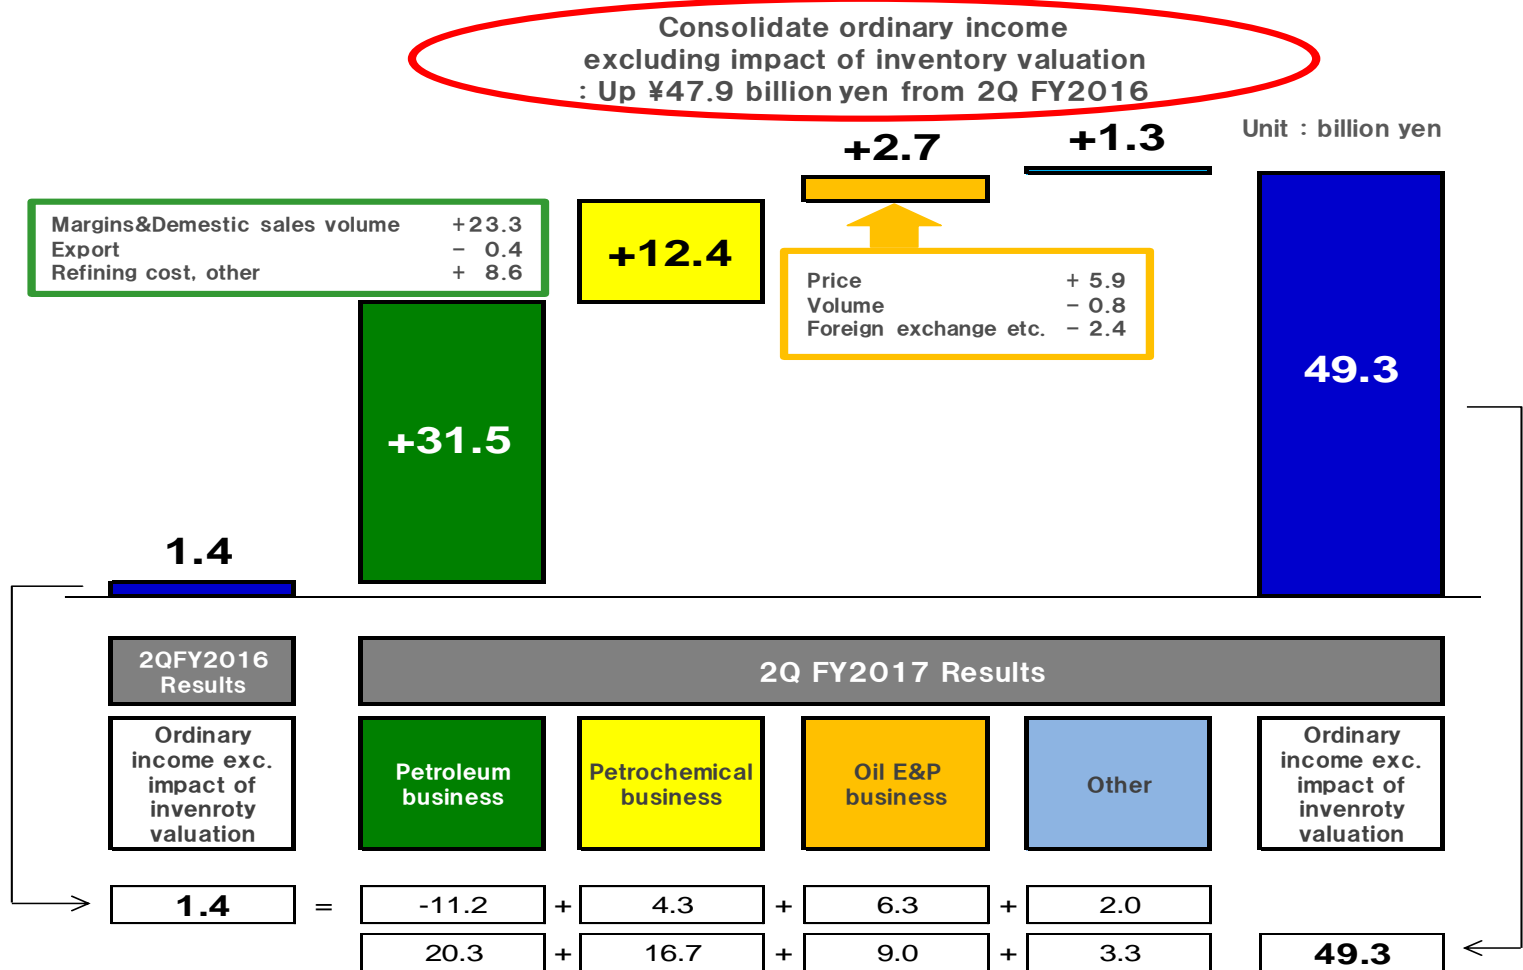 Consolidate ordinary income
excluding impact of inventory valuation
: Up ¥47.9 billion yen from 2Q FY2016
Unit : billion yen
+2.7
+1.3
Margins&Demestic sales volume +23.3
Export − 0.4
Refining cost, other + 8.6
+12.4
Price + 5.9
Volume − 0.8
Foreign exchange etc. − 2.4
49.3
+31.5
1.4
2QFY2016
Results
2Q FY2017 Results
Ordinary
income exc.
impact of
invenroty
valuation
Petroleum
business
Petrochemical
business
Oil E&P
business
Other
Ordinary
income exc.
impact of
invenroty
valuation
1.4 = -11.2 + 4.3 + 6.3 + 2.0
20.3 + 16.7 + 9.0 + 3.3 49.3